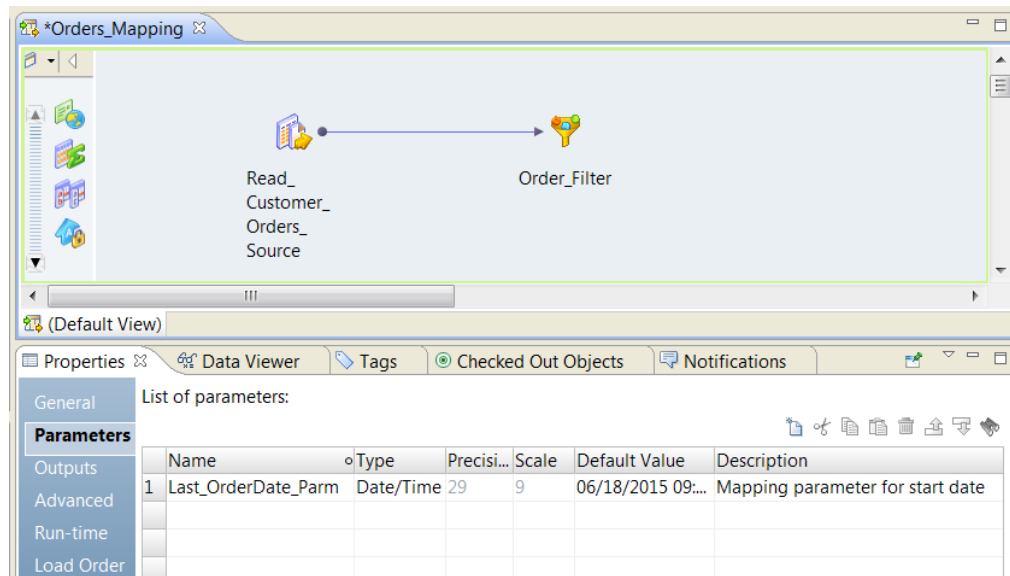 *Orders_Mapping
Read_
Customer_
Orders_
Source
Order_Filter
(Default View)
Properties Data Viewer Tags Checked Out Objects Notifications
General
Parameters
Outputs
Advanced
Run-time
Load Order
List of parameters:
Name Type Precisi... Scale Default Value Description
1 Last_OrderDate_Parm Date/Time 29 9 06/18/2015 09:... Mapping parameter for start date